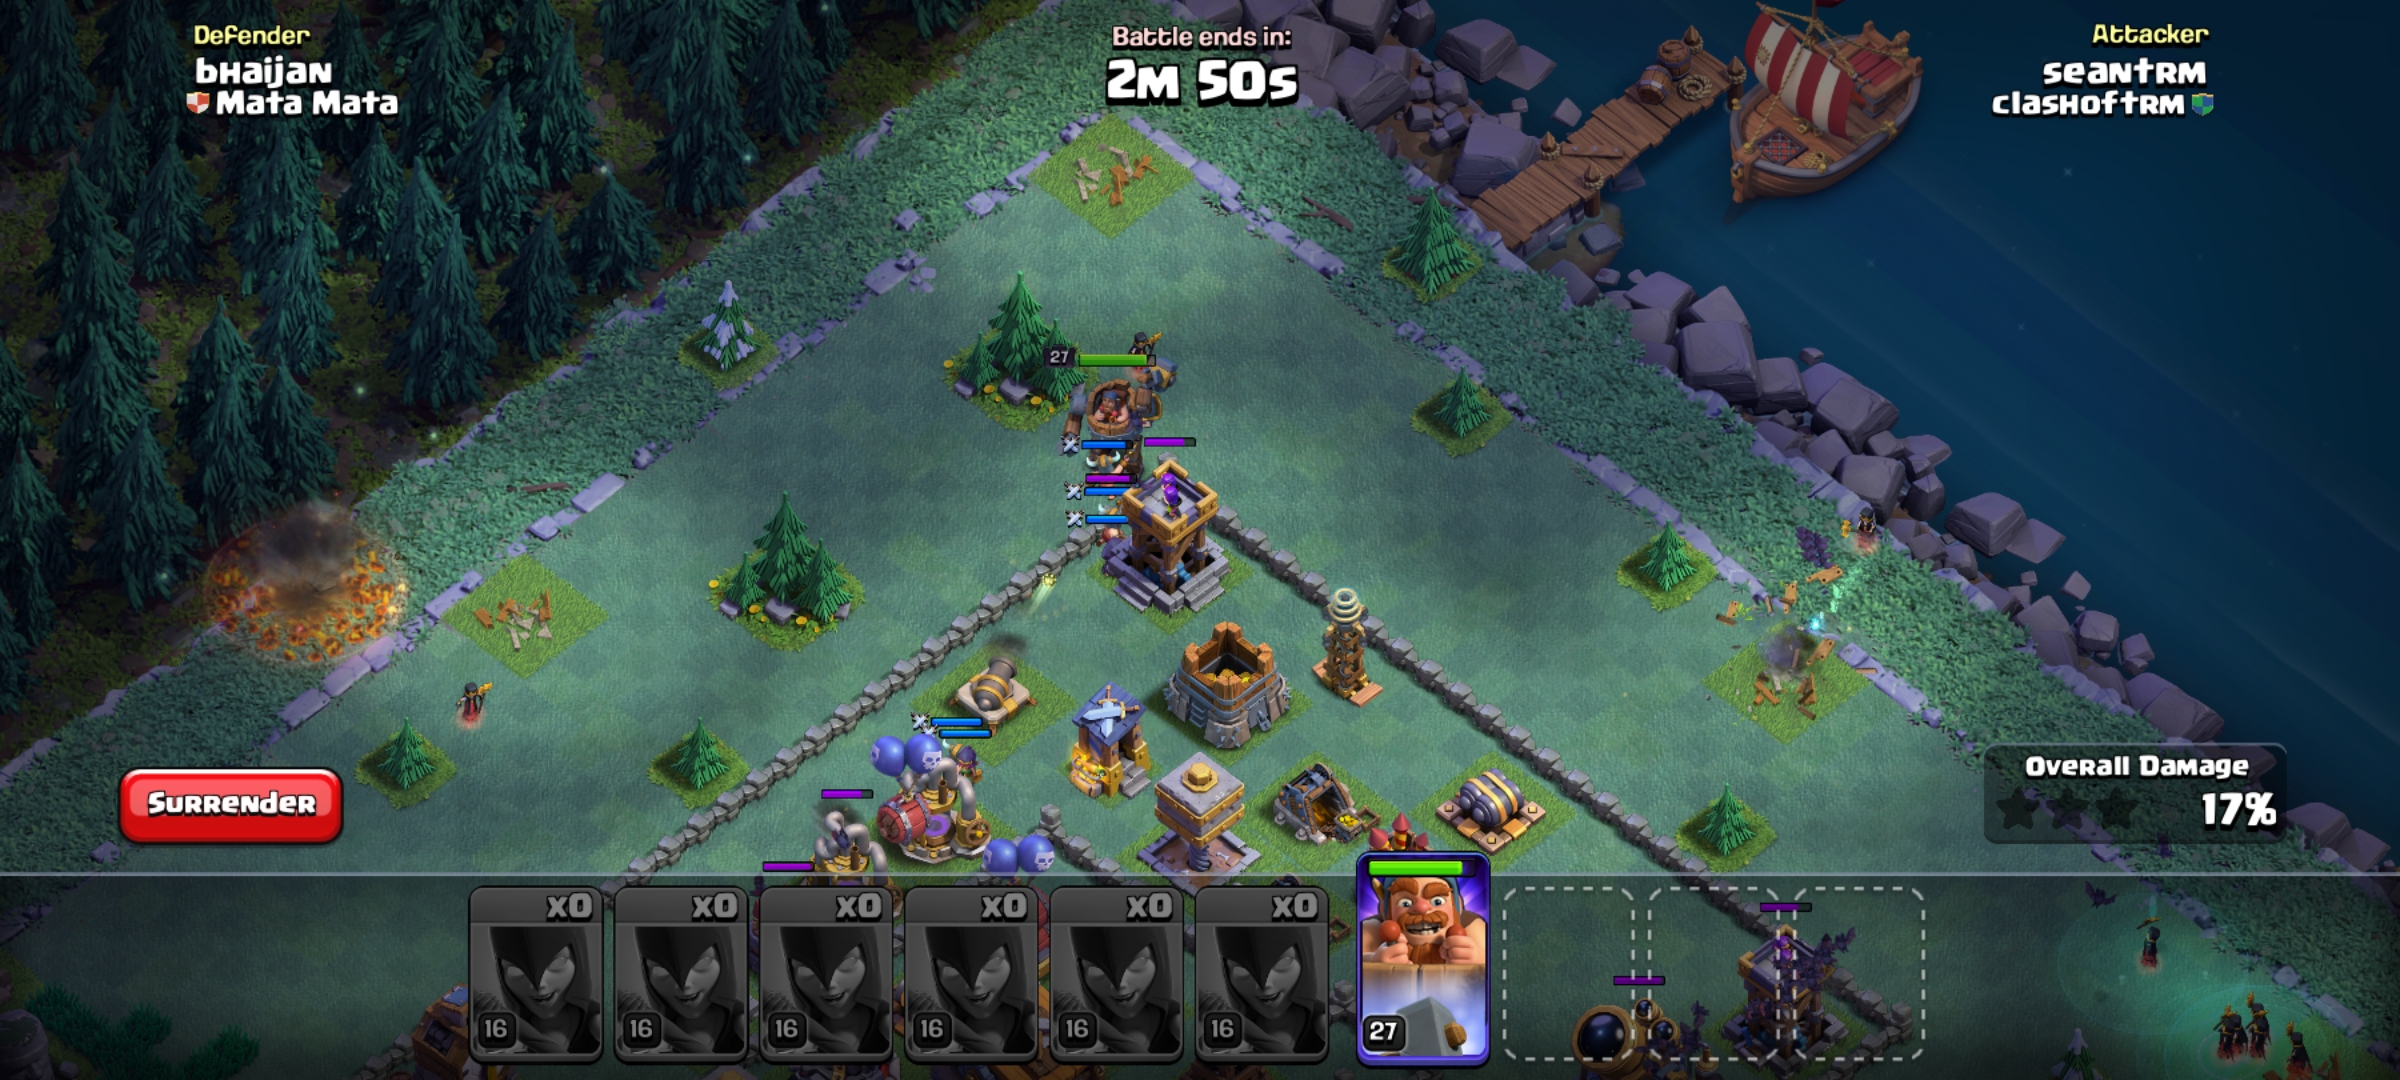 Defender
bhaijan
Mata Mata
Battle ends in:
2M 50s
Attacker
seantrm
clashoftrm
27
Surrender
Overall Damage
17%
x0
x0
x0
x0
x0
x0
16
16
16
16
16
16
27